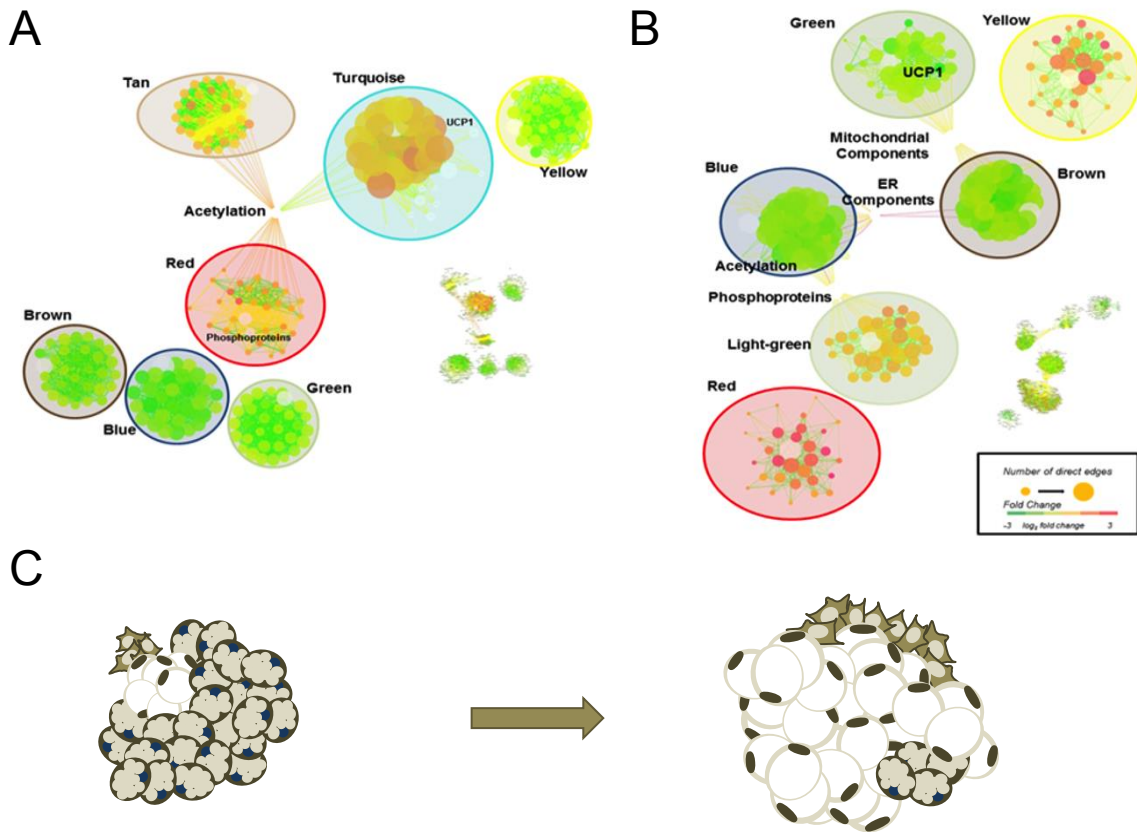 A
Tan
Turquoise
UCP1
Yellow
Acetylation
Red
Phosphoproteins
Brown
Blue
Green
B
Green
Yellow
UCP1
Mitochondrial
Components
Blue
Brown
ER
Components
Acetylation
Phosphoproteins
Light-green
Red
Number of direct edges
Fold Change
-3 log₂ fold change 3
C